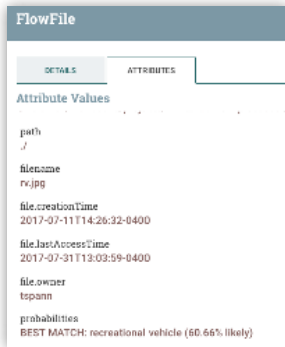 FlowFile
DETAILS ATTRIBUTES
Attribute Values
path
./
filename
rv.jpg
file.creationTime
2017-07-11T14:26:32-0400
file.lastAccessTime
2017-07-31T13:03:59-0400
file.owner
tspann
probabilities
BEST MATCH: recreational vehicle (60.66% likely)